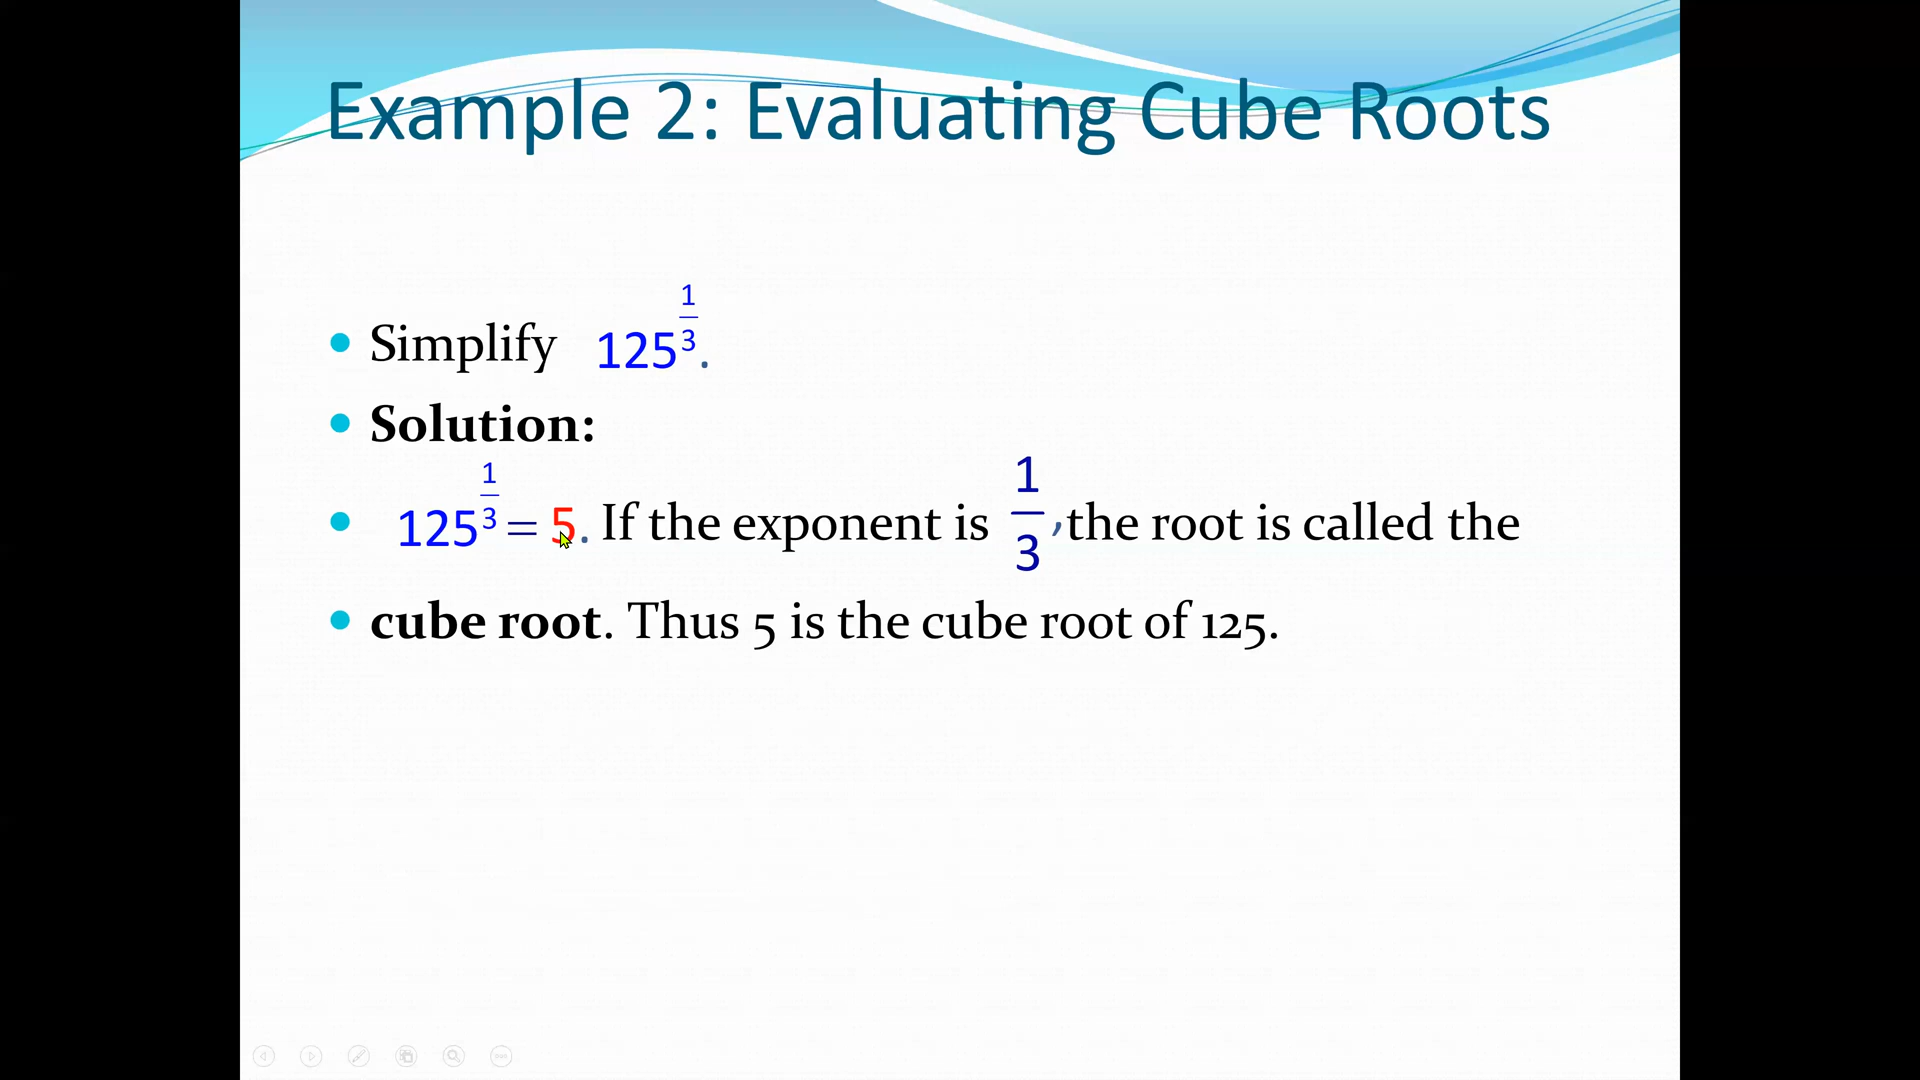 Example 2: Evaluating Cube Roots
• Simplify 125^(1/3).
• Solution:
• 125^(1/3) = 5. If the exponent is 1/3, the root is called the
• cube root. Thus 5 is the cube root of 125.